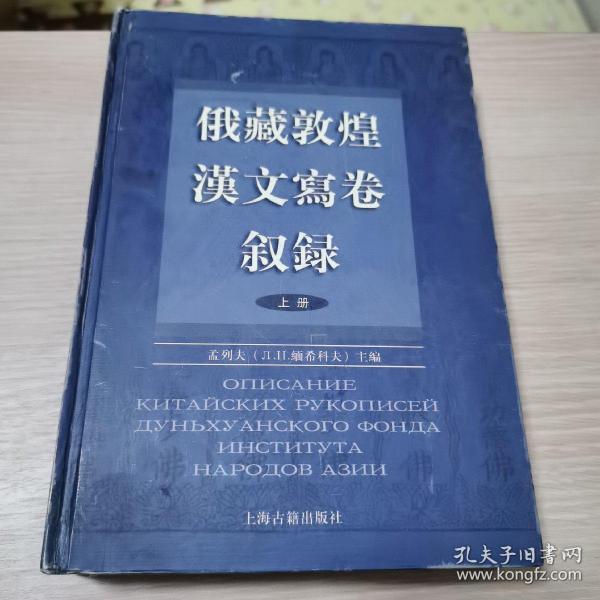 俄藏敦煌
漢文寫卷
叙録
上册
孟列夫（Л.Н.缅希科夫）主编
ОПИСАНИЕ
КИТАЙСКИХ РУКОПИСЕЙ
ДУНЬХУАНСКОГО ФОНДА
ИНСТИТУТА
НАРОДОВ АЗИИ
上海古籍出版社
孔夫子旧书网
www.kongfz.com